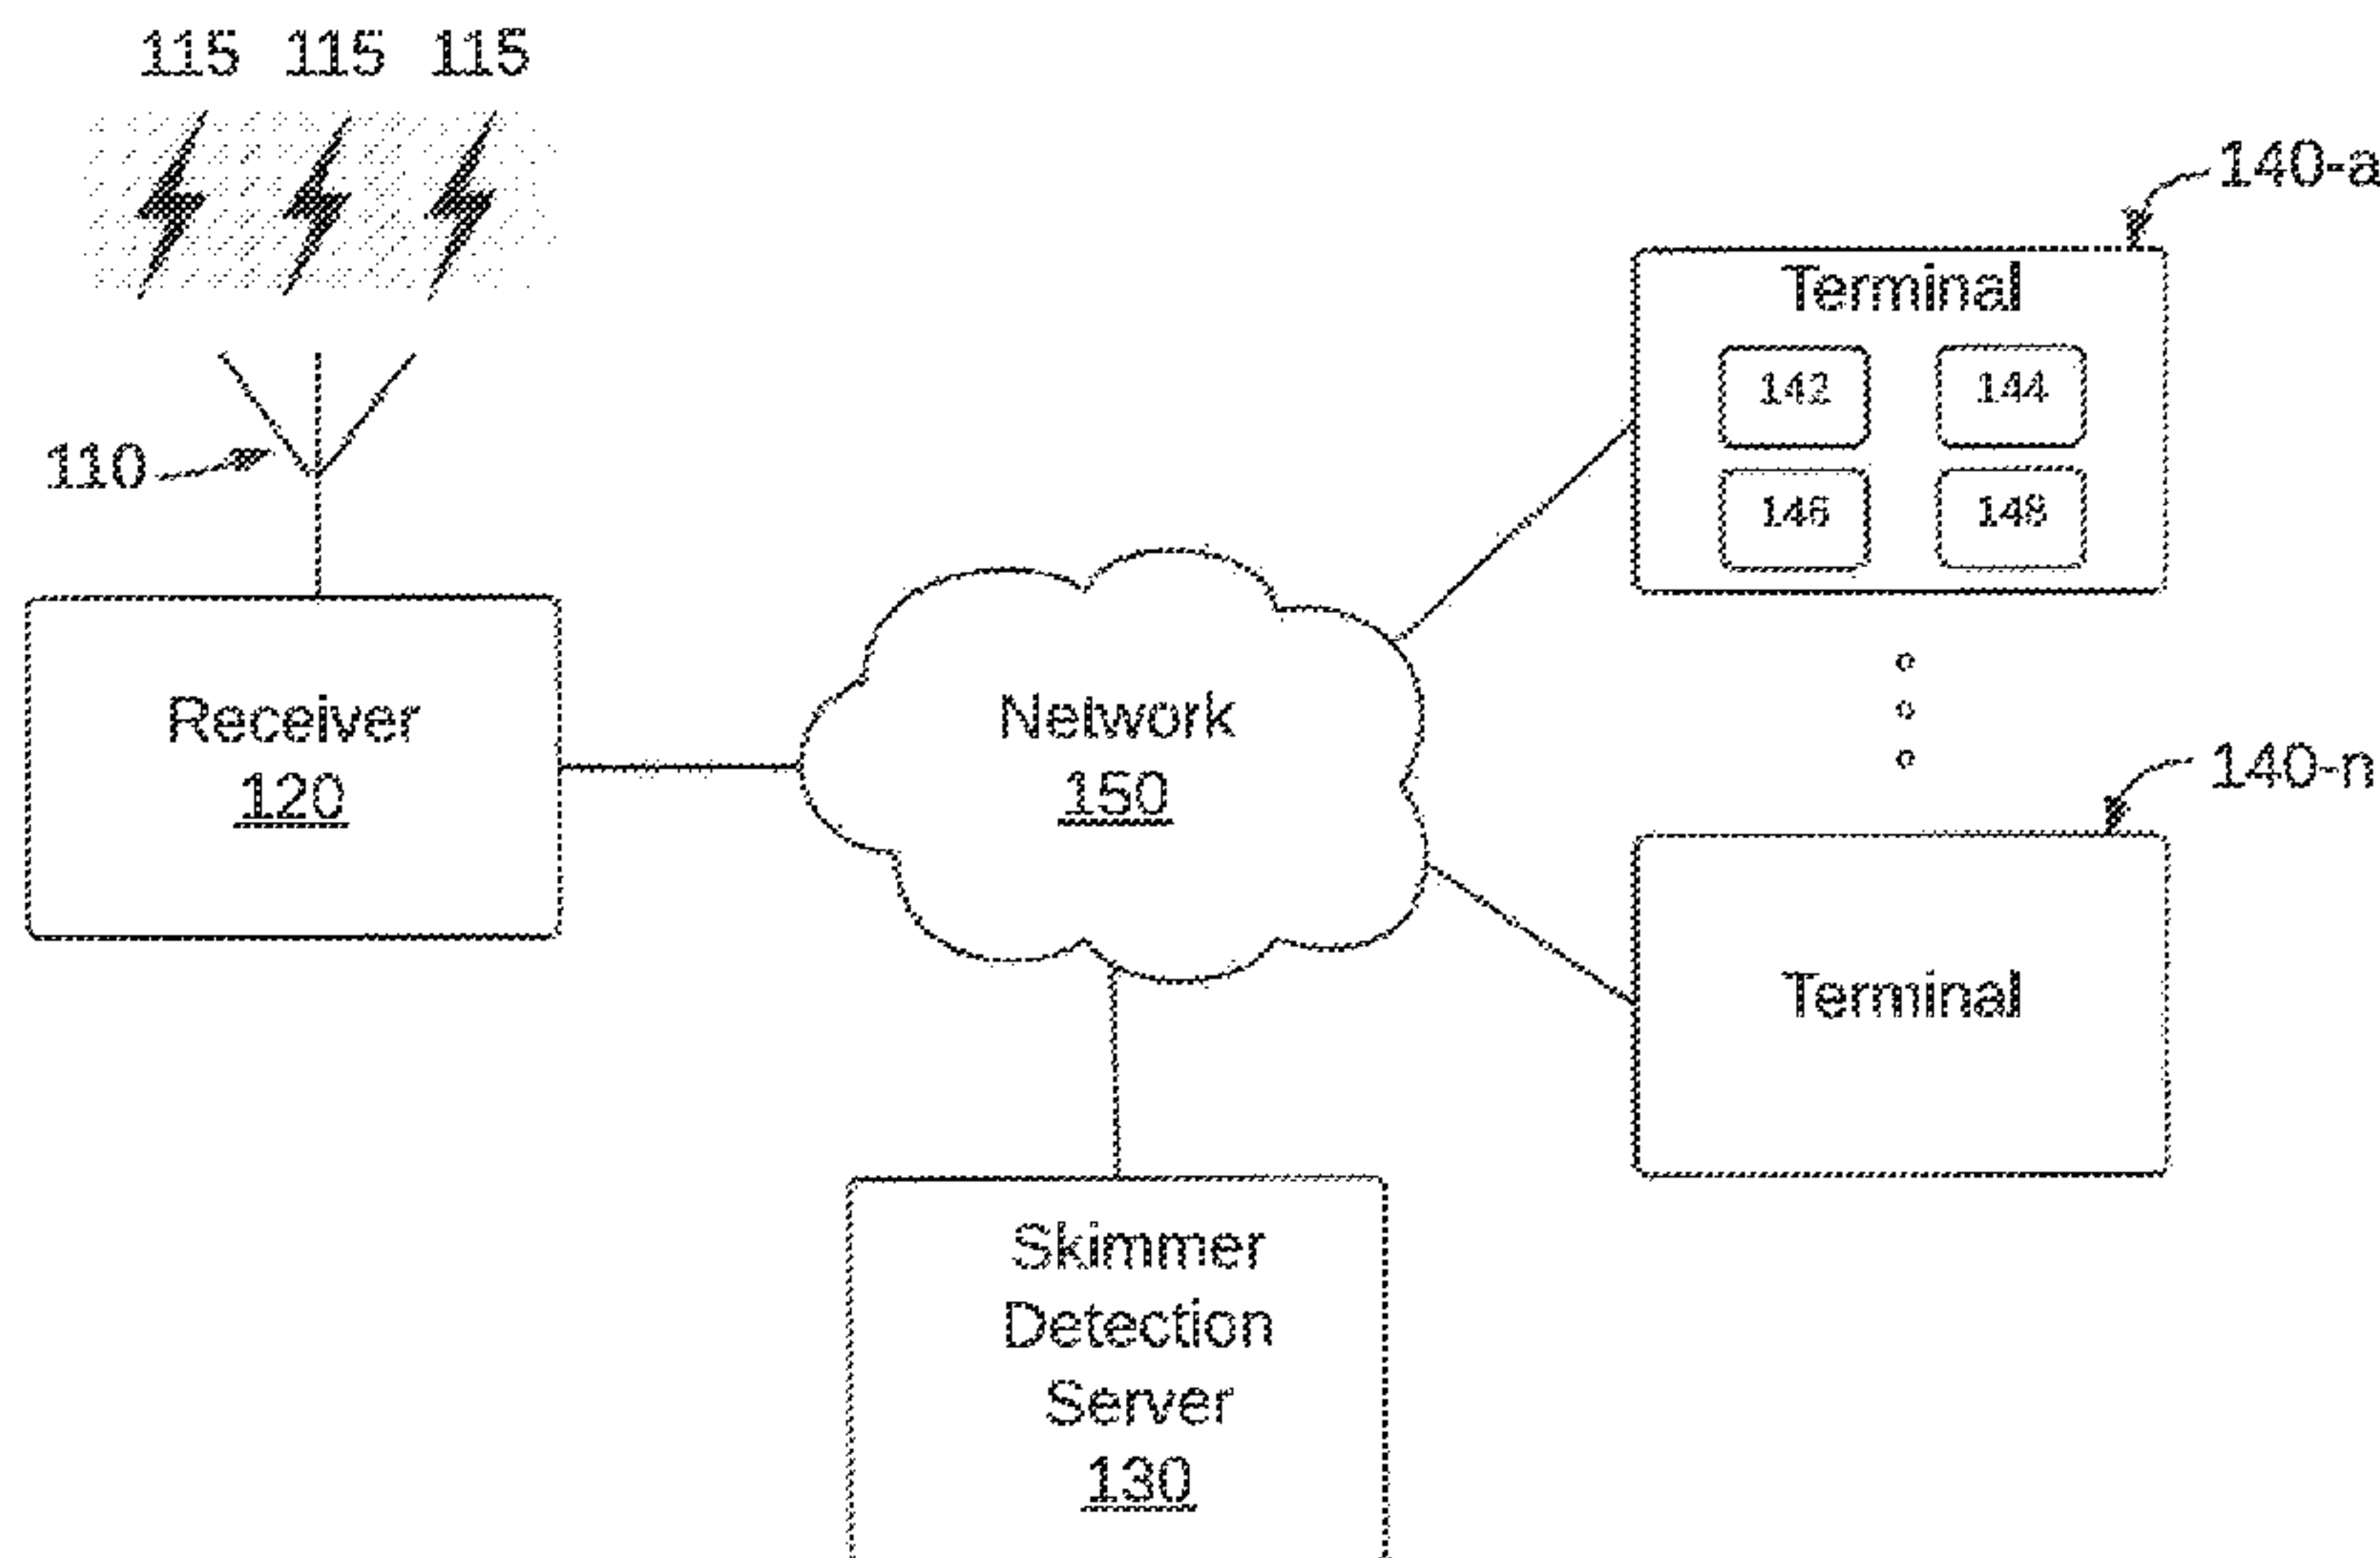 115 115 115
140-a
Terminal
142 144
146 148
110
Receiver
120
Network
150
140-n
Terminal
Skimmer
Detection
Server
130